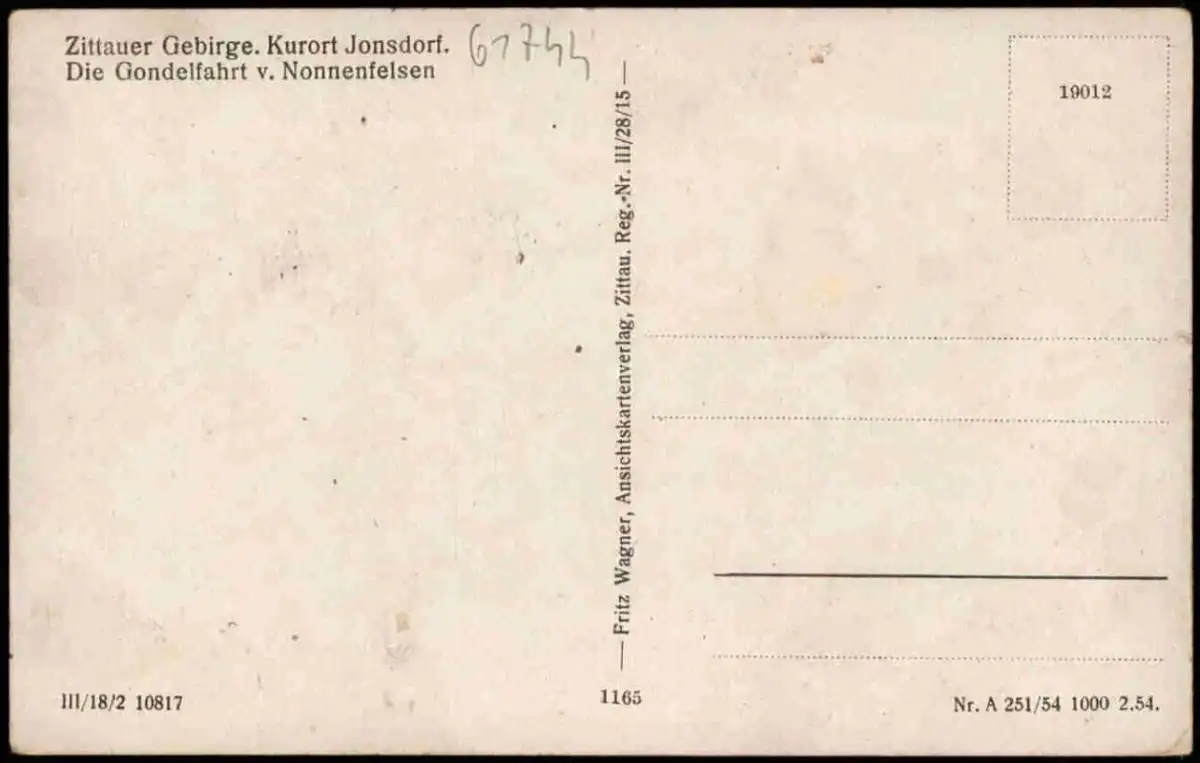 Zittauer Gebirge. Kurort Jonsdorf.
Die Gondelfahrt v. Nonnenfelsen
61744
19012
— Fritz Wagner, Ansichtskartenverlag, Zittau. Reg.-Nr. III/28/15 —
III/18/2 10817
1165
Nr. A 251/54 1000 2.54.